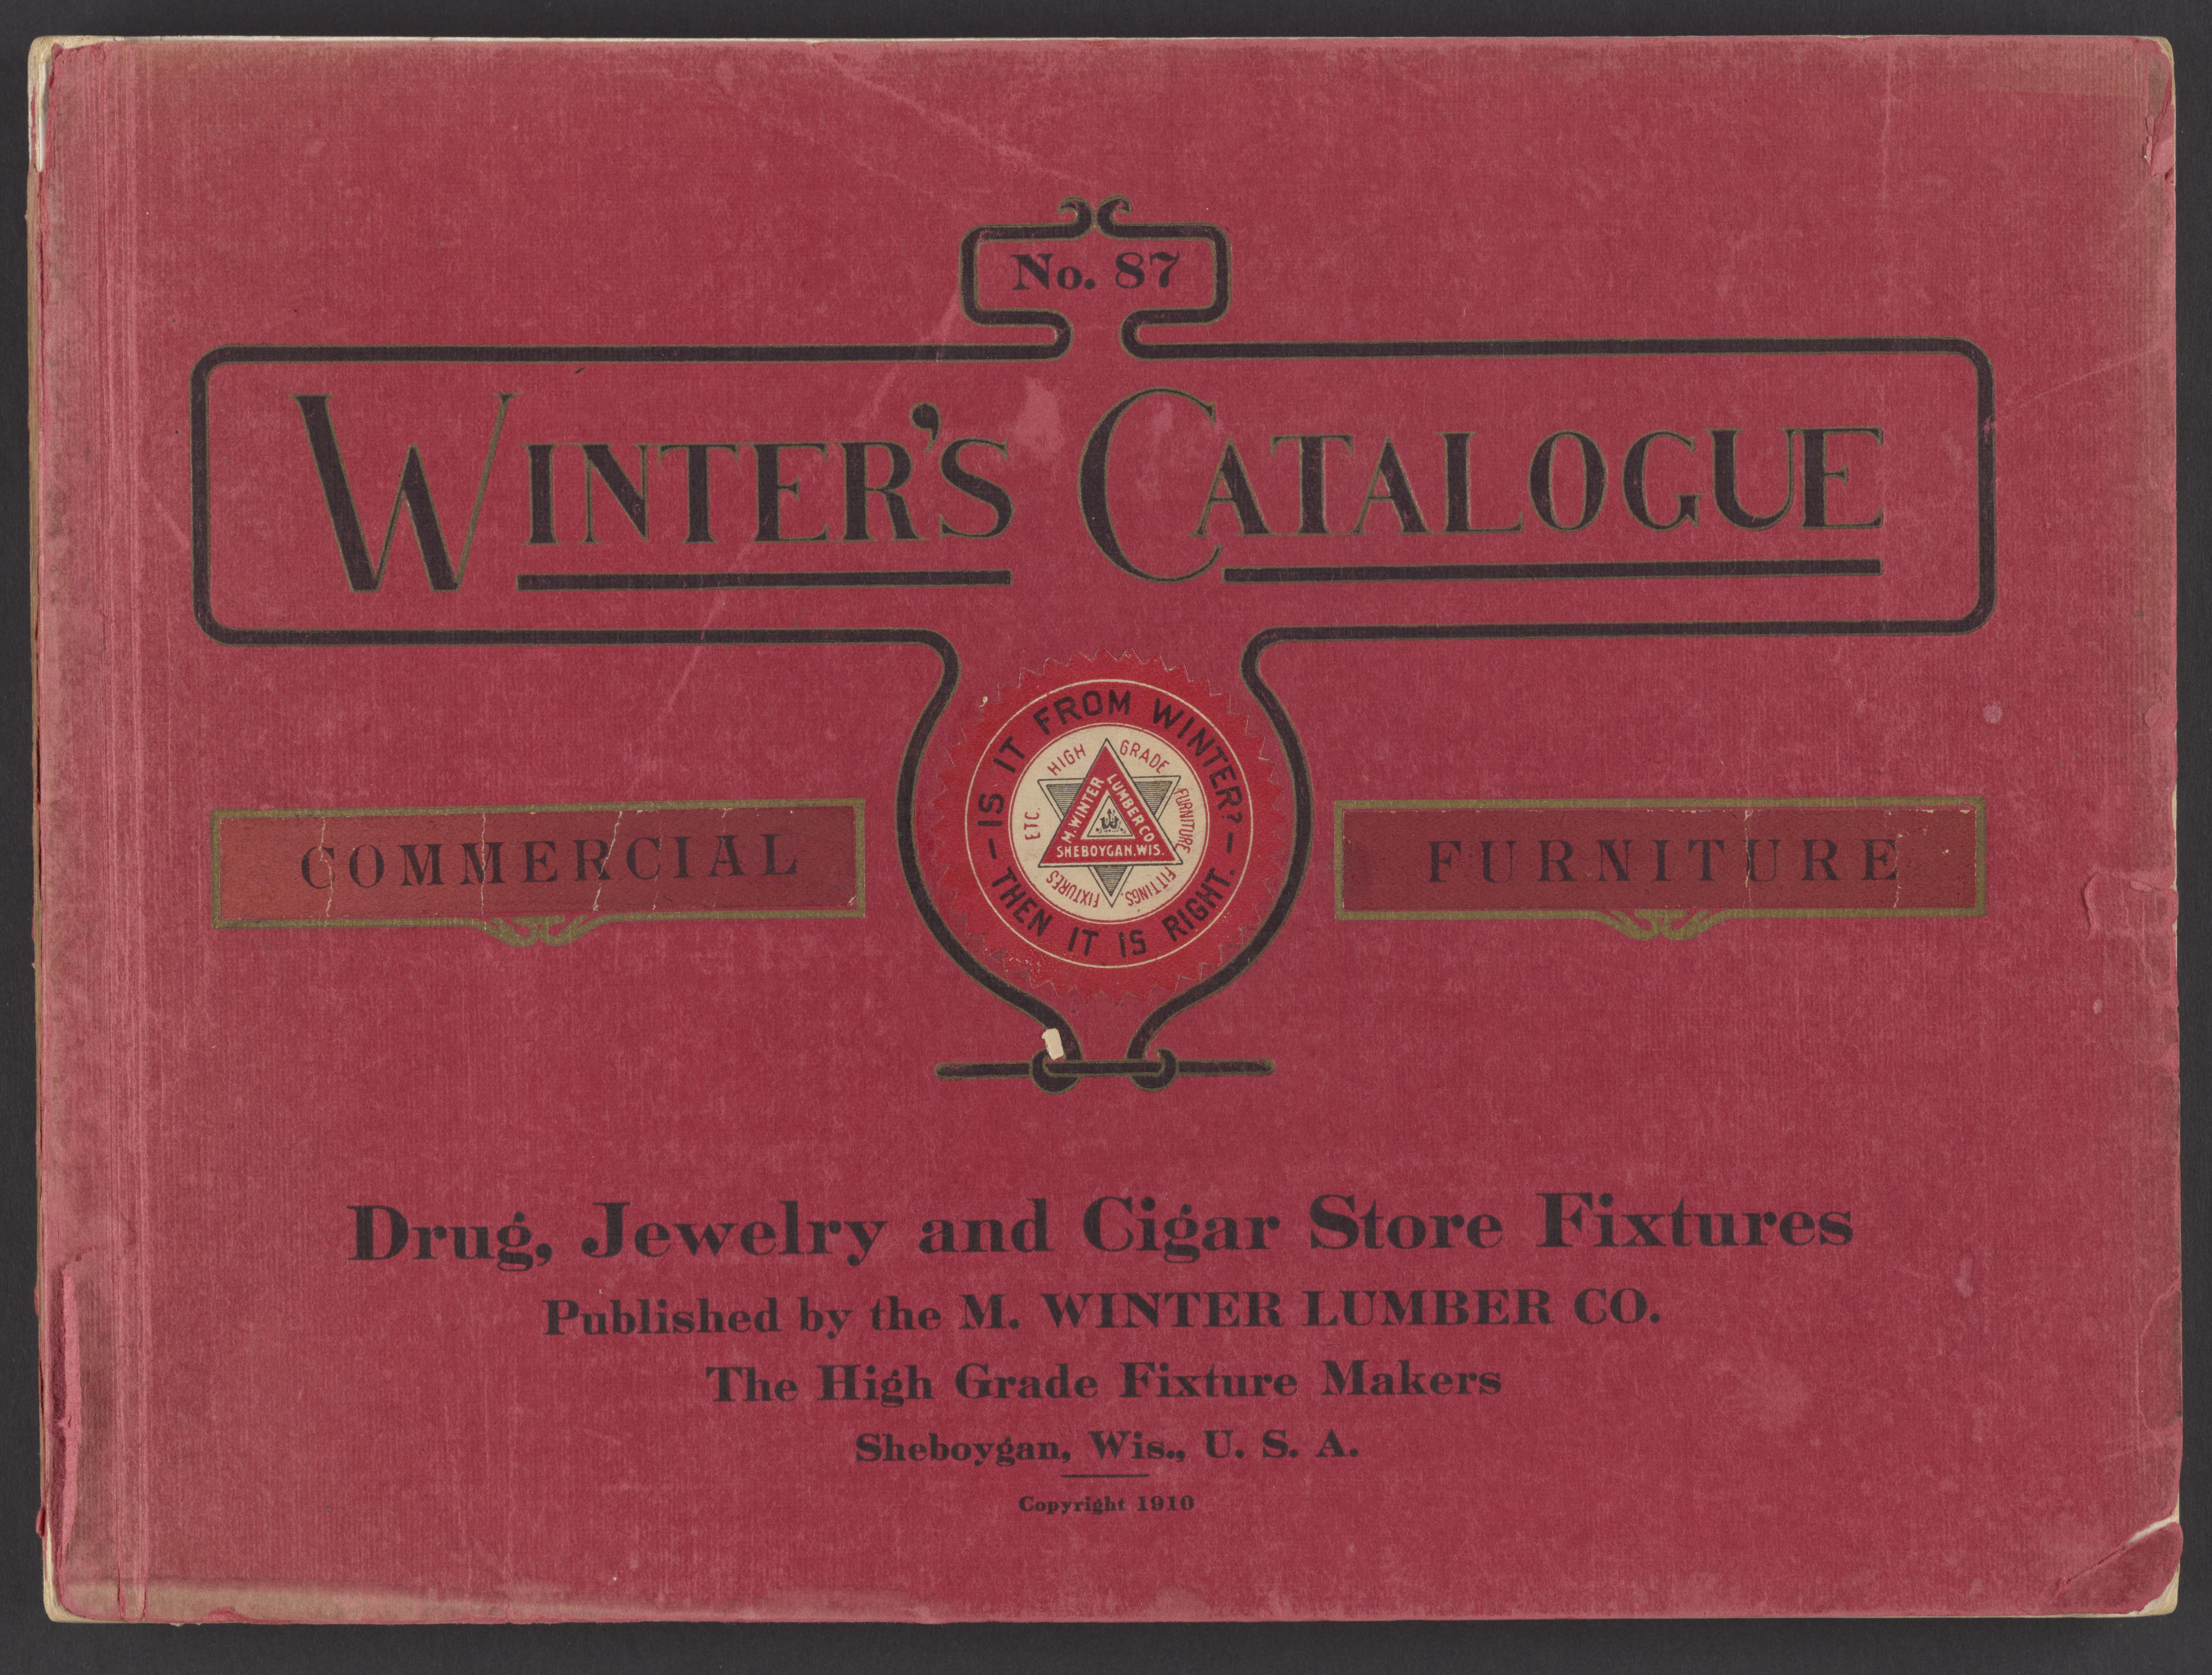 No. 87
WINTER'S CATALOGUE
— IS IT FROM WINTER? —
THEN IT IS RIGHT.
HIGH GRADE FURNITURE FITTINGS, FIXTURES ETC.
M. WINTER LUMBER CO.
SHEBOYGAN, WIS.
W
COMMERCIAL
FURNITURE
Drug, Jewelry and Cigar Store Fixtures
Published by the M. WINTER LUMBER CO.
The High Grade Fixture Makers
Sheboygan, Wis., U. S. A.
Copyright 1910